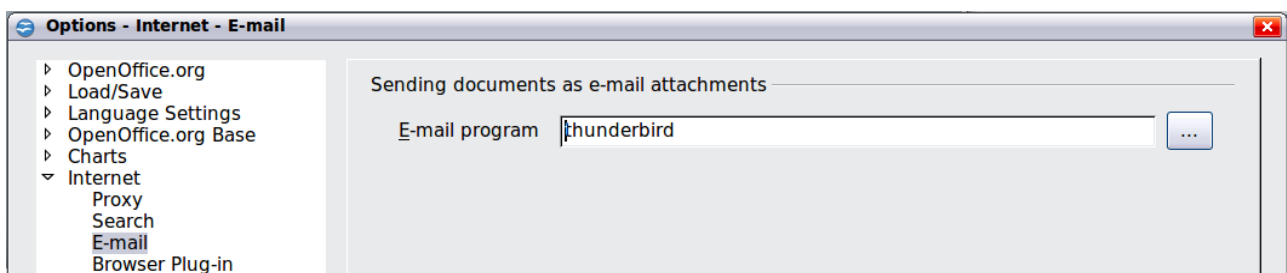 Options - Internet - E-mail
OpenOffice.org
Load/Save
Language Settings
OpenOffice.org Base
Charts
Internet
Proxy
Search
E-mail
Browser Plug-in
Sending documents as e-mail attachments
E-mail program thunderbird ...